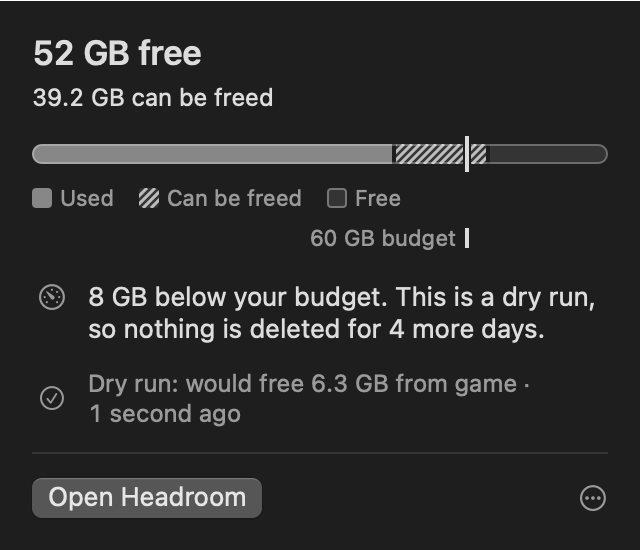 52 GB free
39.2 GB can be freed
Used Can be freed Free
60 GB budget
8 GB below your budget. This is a dry run,
so nothing is deleted for 4 more days.
Dry run: would free 6.3 GB from game ·
1 second ago
Open Headroom